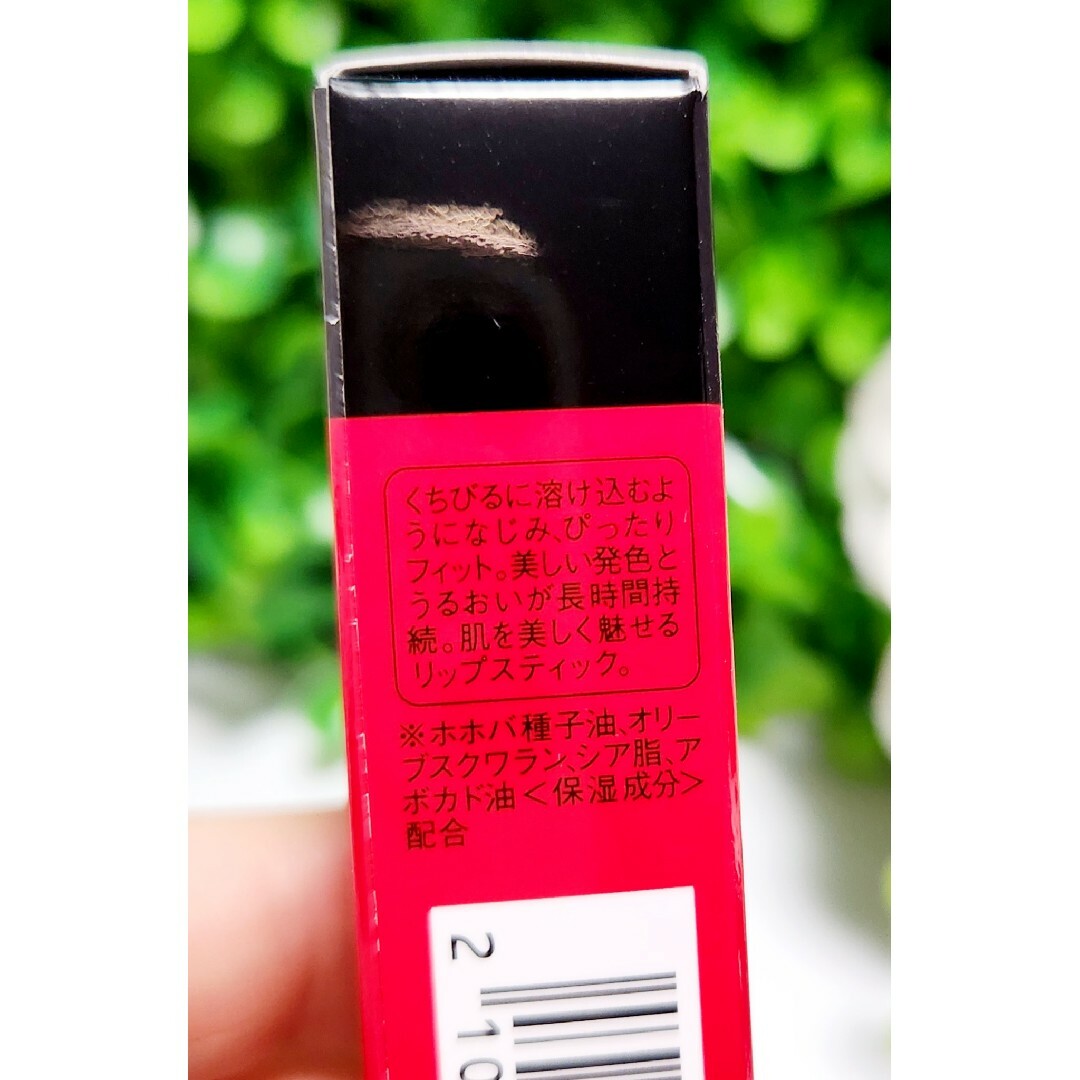 くちびるに溶け込むよ
うになじみ、ぴったり
フィット。美しい発色と
うるおいが長時間持
続。肌を美しく魅せる
リップスティック。
※ホホバ種子油、オリー
ブスクワラン、シア脂、ア
ボカド油＜保湿成分＞
配合
2
10